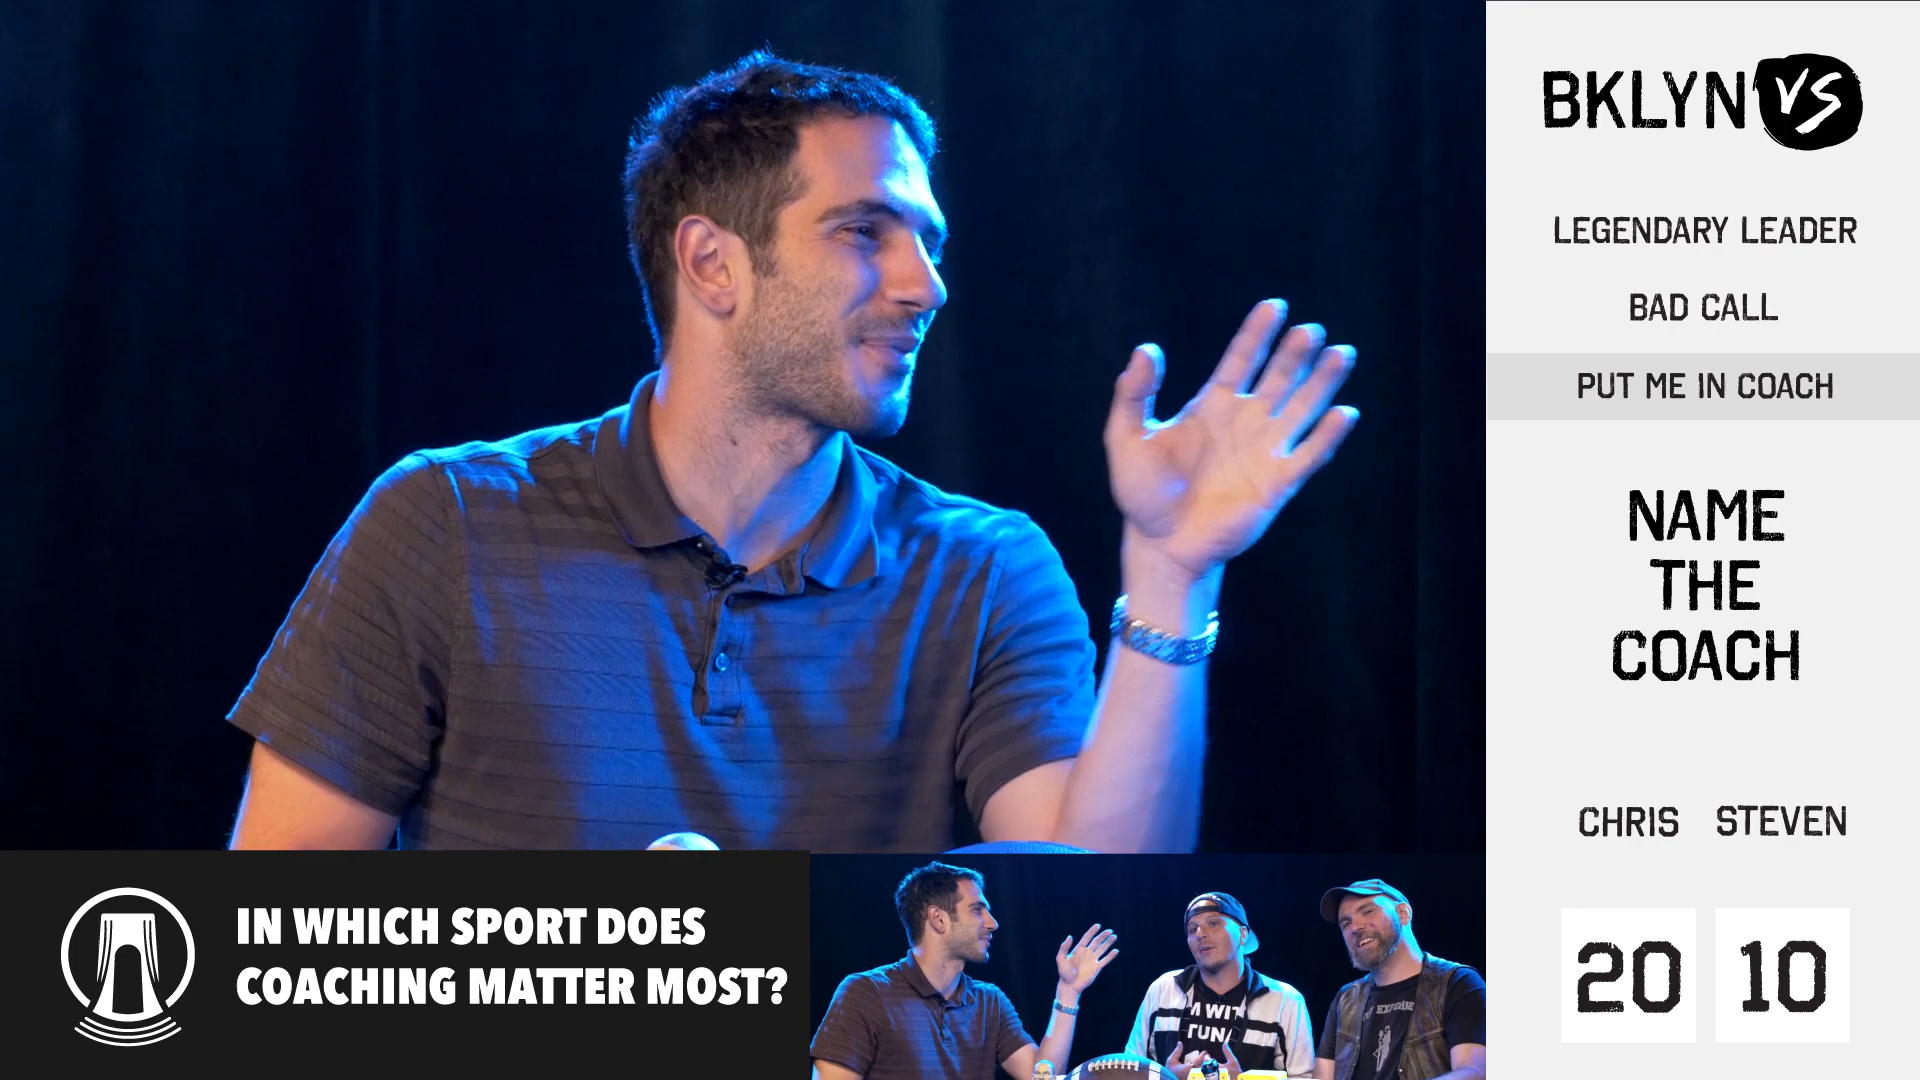 BKLYN VS
LEGENDARY LEADER
BAD CALL
PUT ME IN COACH
NAME
THE
COACH
CHRIS STEVEN
20 10
IN WHICH SPORT DOES
COACHING MATTER MOST?